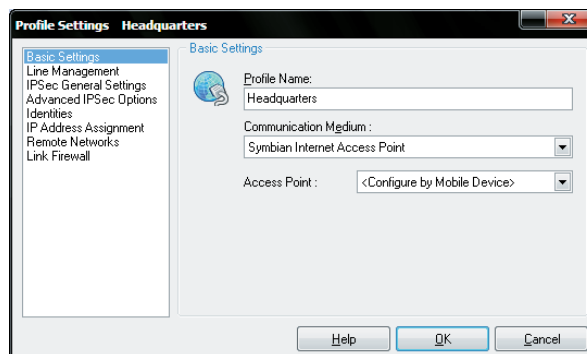 Profile Settings Headquarters
Basic Settings
Line Management
IPSec General Settings
Advanced IPSec Options
Identities
IP Address Assignment
Remote Networks
Link Firewall
Basic Settings
Profile Name:
Headquarters
Communication Medium :
Symbian Internet Access Point
Access Point : <Configure by Mobile Device>
Help OK Cancel